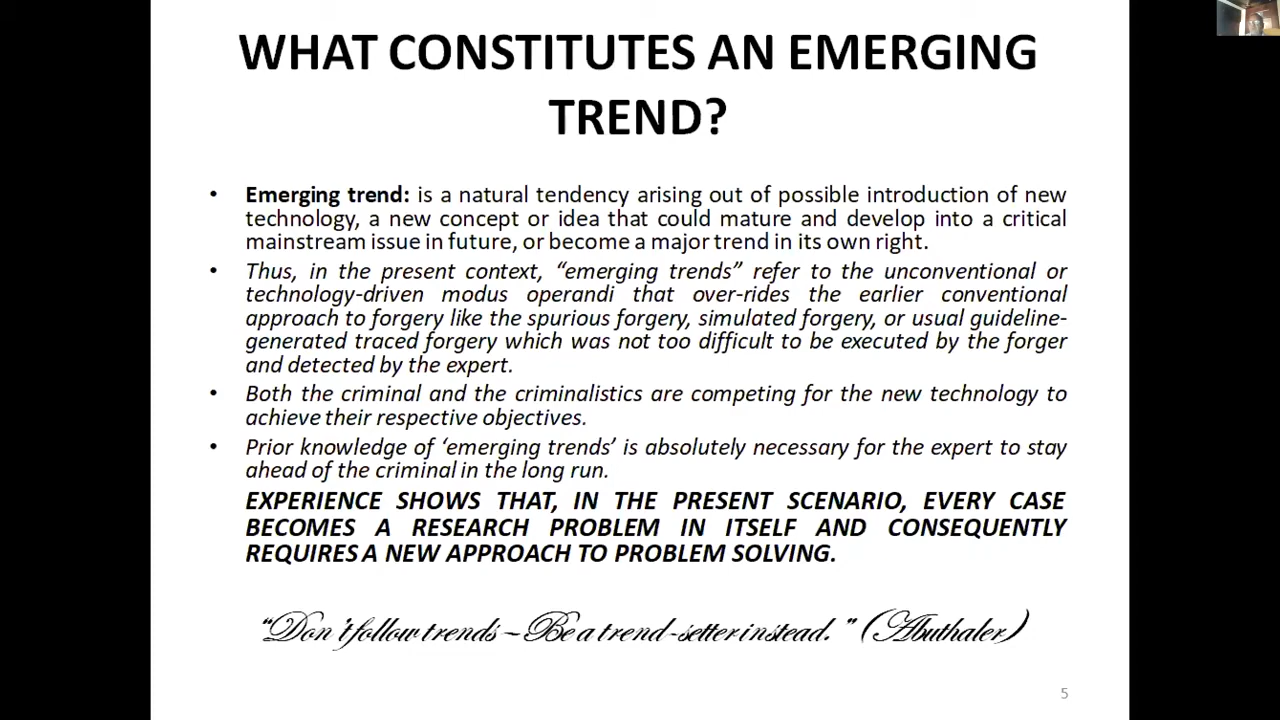 WHAT CONSTITUTES AN EMERGING
TREND?
• Emerging trend: is a natural tendency arising out of possible introduction of new
technology, a new concept or idea that could mature and develop into a critical
mainstream issue in future, or become a major trend in its own right.
• Thus, in the present context, “emerging trends” refer to the unconventional or
technology-driven modus operandi that over-rides the earlier conventional
approach to forgery like the spurious forgery, simulated forgery, or usual guideline-
generated traced forgery which was not too difficult to be executed by the forger
and detected by the expert.
• Both the criminal and the criminalistics are competing for the new technology to
achieve their respective objectives.
• Prior knowledge of ‘emerging trends’ is absolutely necessary for the expert to stay
ahead of the criminal in the long run.
EXPERIENCE SHOWS THAT, IN THE PRESENT SCENARIO, EVERY CASE
BECOMES A RESEARCH PROBLEM IN ITSELF AND CONSEQUENTLY
REQUIRES A NEW APPROACH TO PROBLEM SOLVING.
“Don’t follow trends – Be a trend-setter instead.” (Abuthaler)
5